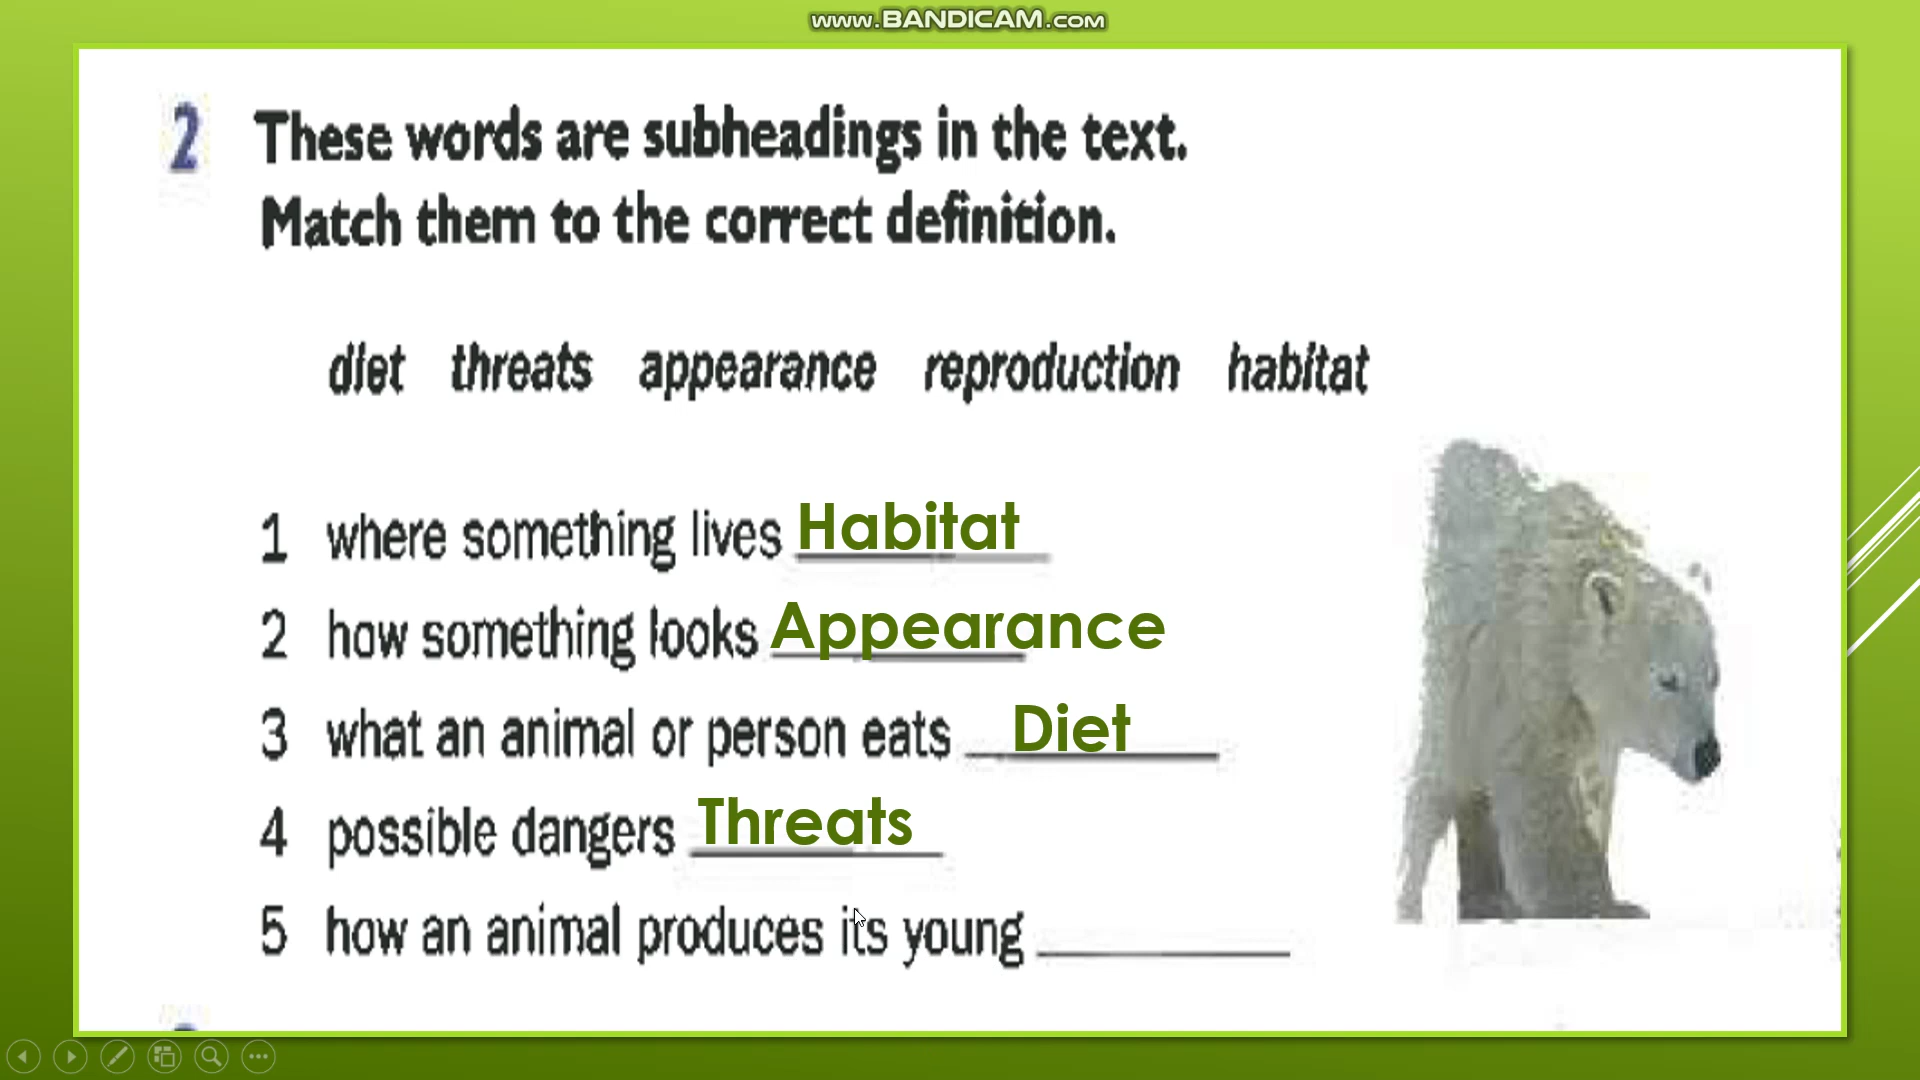 www.BANDICAM.com
2 These words are subheadings in the text.
Match them to the correct definition.
diet threats appearance reproduction habitat
1 where something lives Habitat
2 how something looks Appearance
3 what an animal or person eats Diet
4 possible dangers Threats
5 how an animal produces its young